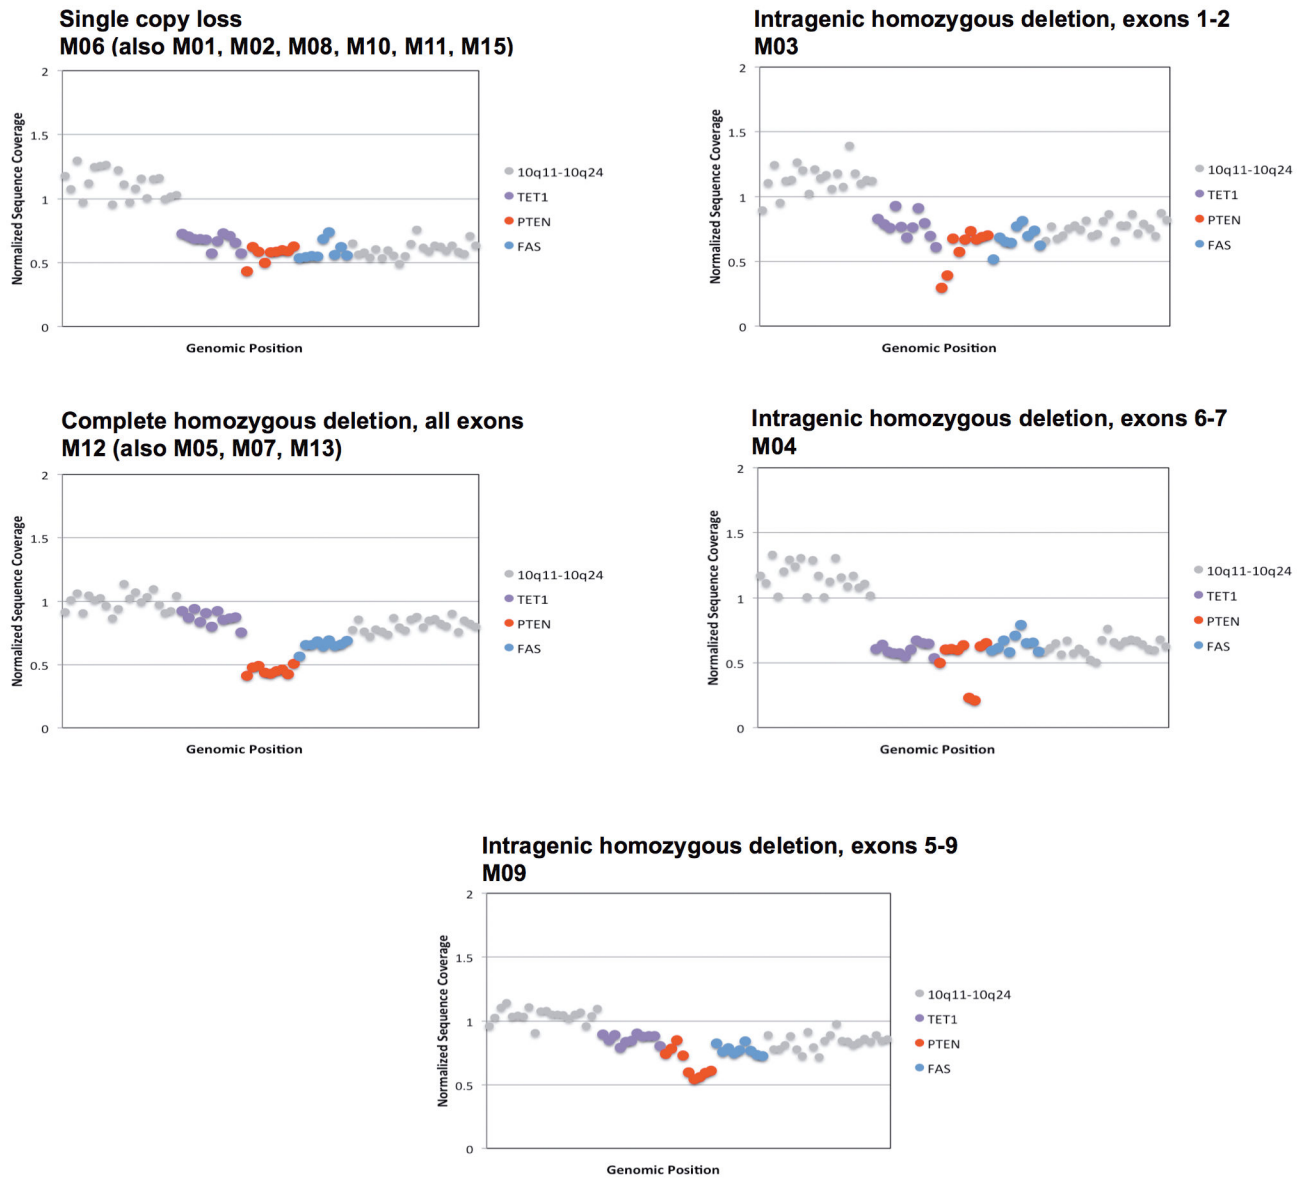 Single copy loss
M06 (also M01, M02, M08, M10, M11, M15)
2
1.5
1
0.5
0
Normalized Sequence Coverage
Genomic Position
10q11-10q24
TET1
PTEN
FAS
Intragenic homozygous deletion, exons 1-2
M03
2
1.5
1
0.5
0
Normalized Sequence Coverage
Genomic Position
10q11-10q24
TET1
PTEN
FAS
Complete homozygous deletion, all exons
M12 (also M05, M07, M13)
2
1.5
1
0.5
0
Normalized Sequence Coverage
Genomic Position
10q11-10q24
TET1
PTEN
FAS
Intragenic homozygous deletion, exons 6-7
M04
2
1.5
1
0.5
0
Normalized Sequence Coverage
Genomic Position
10q11-10q24
TET1
PTEN
FAS
Intragenic homozygous deletion, exons 5-9
M09
2
1.5
1
0.5
0
Normalized Sequence Coverage
Genomic Position
10q11-10q24
TET1
PTEN
FAS